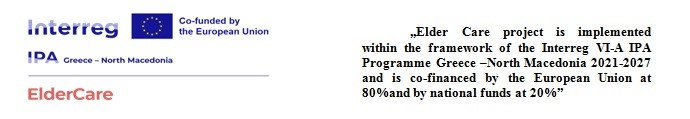 Interreg
Co-funded by
the European Union
IPA Greece – North Macedonia
ElderCare
„Elder Care project is implemented
within the framework of the Interreg VI-A IPA
Programme Greece –North Macedonia 2021-2027
and is co-financed by the European Union at
80%and by national funds at 20%”